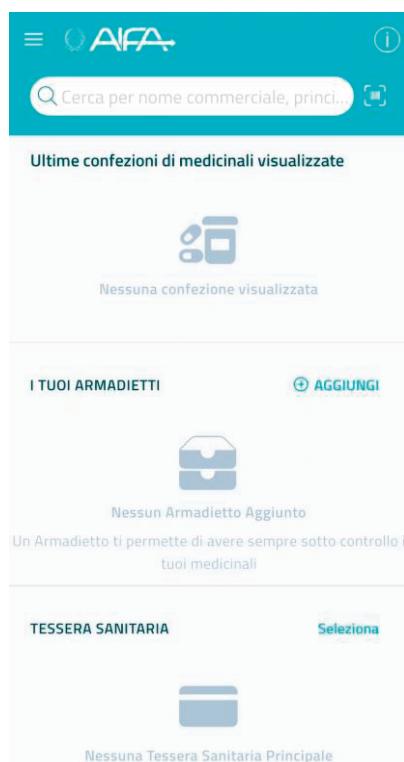 AIFA
Cerca per nome commerciale, princi...
Ultime confezioni di medicinali visualizzate
Nessuna confezione visualizzata
I TUOI ARMADIETTI
AGGIUNGI
Nessun Armadietto Aggiunto
Un Armadietto ti permette di avere sempre sotto controllo i
tuoi medicinali
TESSERA SANITARIA
Seleziona
Nessuna Tessera Sanitaria Principale